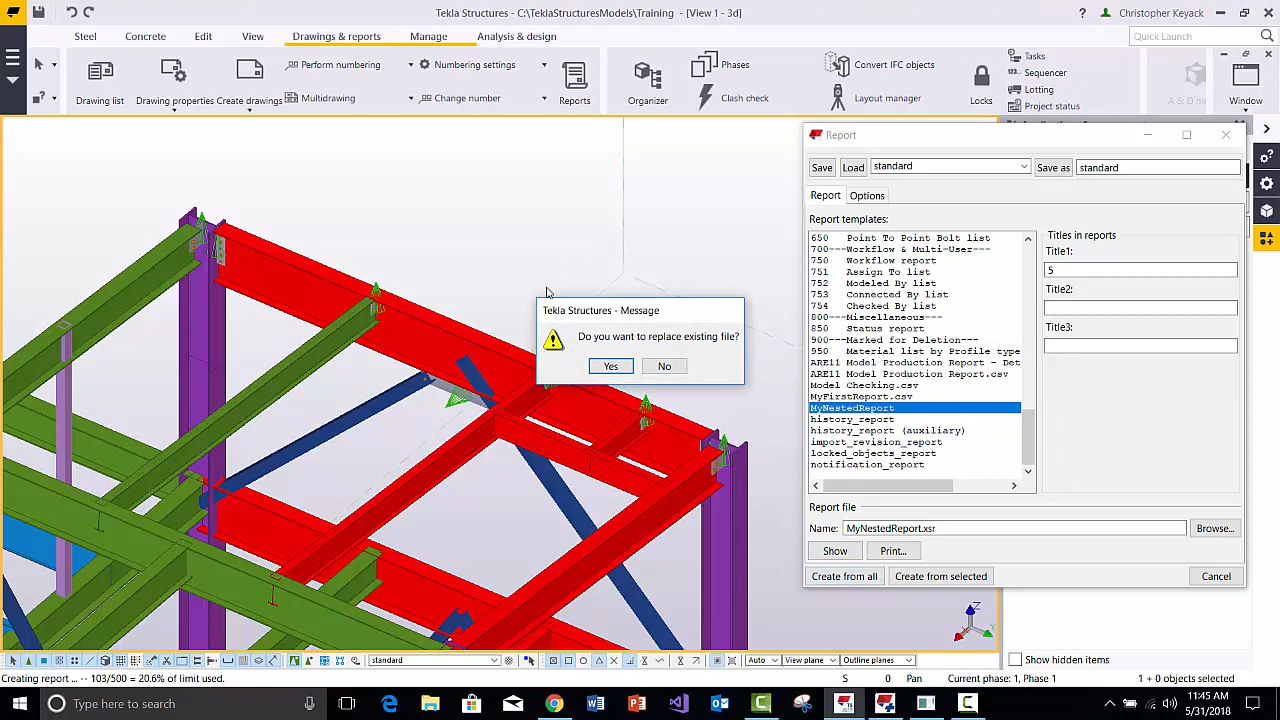 Tekla Structures - C:\TeklaStructuresModels\Training - [View 1 - 3d]
? Christopher Keyack
Steel Concrete Edit View Drawings & reports Manage Analysis & design
Quick Launch
Perform numbering
Numbering settings
Phases
Convert IFC objects
Tasks
Sequencer
Drawing list
Drawing properties
Create drawings
Multidrawing
Change number
Reports
Organizer
Clash check
Layout manager
Locks
Lotting
Project status
A & D m
Window
Report
Save
Load
standard
Save as
standard
Report
Options
Report templates:
650 Point To Point Bolt list
700---Workflow & Multi-User---
750 Workflow report
751 Assign To list
752 Modeled By list
753 Connected By list
754 Checked By list
800---Miscellaneous---
850 Status report
900---Marked for Deletion---
950 Material list by Profile type
ARE11 Model Production Report - Det
ARE11 Model Production Report.csv
Model Checking.csv
MyFirstReport.csv
MyNestedReport
history_report
history_report (auxiliary)
import_revision_report
locked_objects_report
notification_report
Titles in reports
Title1:
5
Title2:
Title3:
Tekla Structures - Message
Do you want to replace existing file?
Yes
No
Report file
Name: MyNestedReport.xsr
Browse...
Show
Print...
Create from all
Create from selected
Cancel
Z
Show hidden items
standard
Auto
View plane
Outline planes
Creating report ... -- 103/500 = 20.6% of limit used.
S
0
Pan
Current phase: 1, Phase 1
1 + 0 objects selected
Type here to search
11:45 AM
5/31/2018